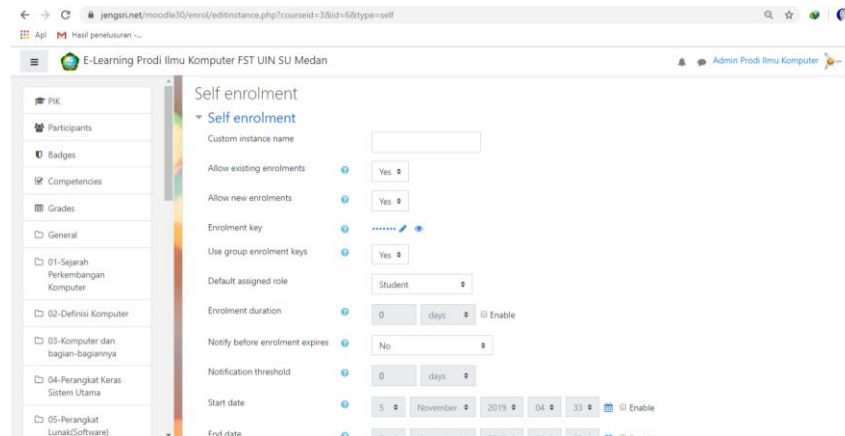 jengsri.net/moodle30/enrol/editinstance.php?courseid=3&id=6&type=self
Apl
Hasil penelusuran -...
E-Learning Prodi Ilmu Komputer FST UIN SU Medan
Admin Prodi Ilmu Komputer
PIK
Participants
Badges
Competencies
Grades
General
01-Sejarah
Perkembangan
Komputer
02-Definisi Komputer
03-Komputer dan
bagian-bagiannya
04-Perangkat Keras
Sistem Utama
05-Perangkat
Lunak(Software)
Self enrolment
Self enrolment
Custom instance name
Allow existing enrolments Yes
Allow new enrolments Yes
Enrolment key •••••••
Use group enrolment keys Yes
Default assigned role Student
Enrolment duration 0 days Enable
Notify before enrolment expires No
Notification threshold 0 days
Start date 5 November 2019 04 33 Enable
End date